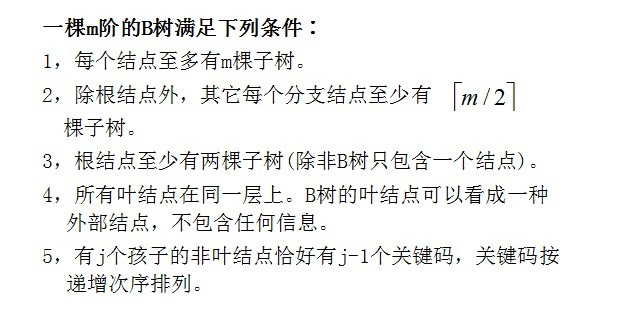 一棵m阶的B树满足下列条件：
1，每个结点至多有m棵子树。
2，除根结点外，其它每个分支结点至少有 ⌈m/2⌉
棵子树。
3，根结点至少有两棵子树(除非B树只包含一个结点)。
4，所有叶结点在同一层上。B树的叶结点可以看成一种
外部结点，不包含任何信息。
5，有j个孩子的非叶结点恰好有j-1个关键码，关键码按
递增次序排列。